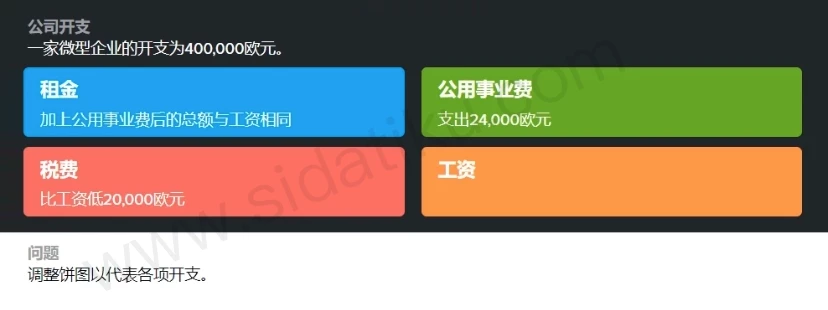 公司开支
一家微型企业的开支为400,000欧元。
租金
加上公用事业费后的总额与工资相同
公用事业费
支出24,000欧元
税费
比工资低20,000欧元
工资
问题
调整饼图以代表各项开支。
www.sidatiku.com